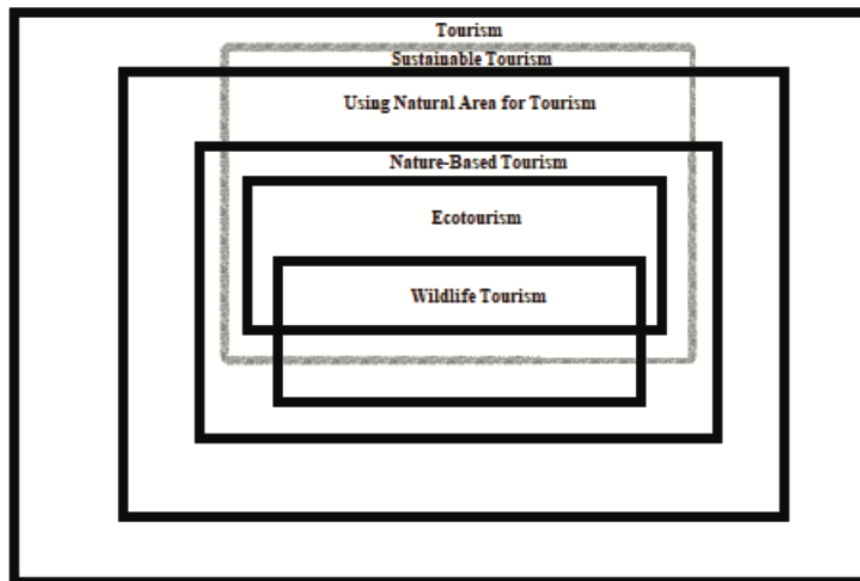 Tourism
Sustainable Tourism
Using Natural Area for Tourism
Nature-Based Tourism
Ecotourism
Wildlife Tourism